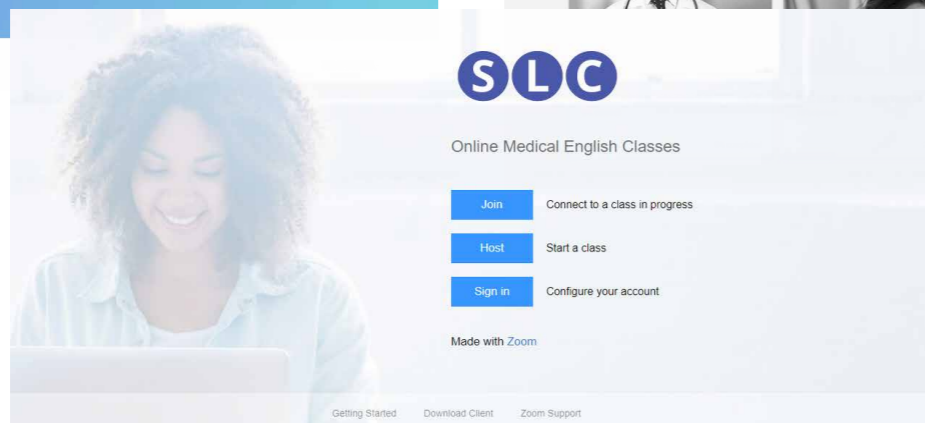 SLC
Online Medical English Classes
Join Connect to a class in progress
Host Start a class
Sign in Configure your account
Made with Zoom
Getting Started Download Client Zoom Support